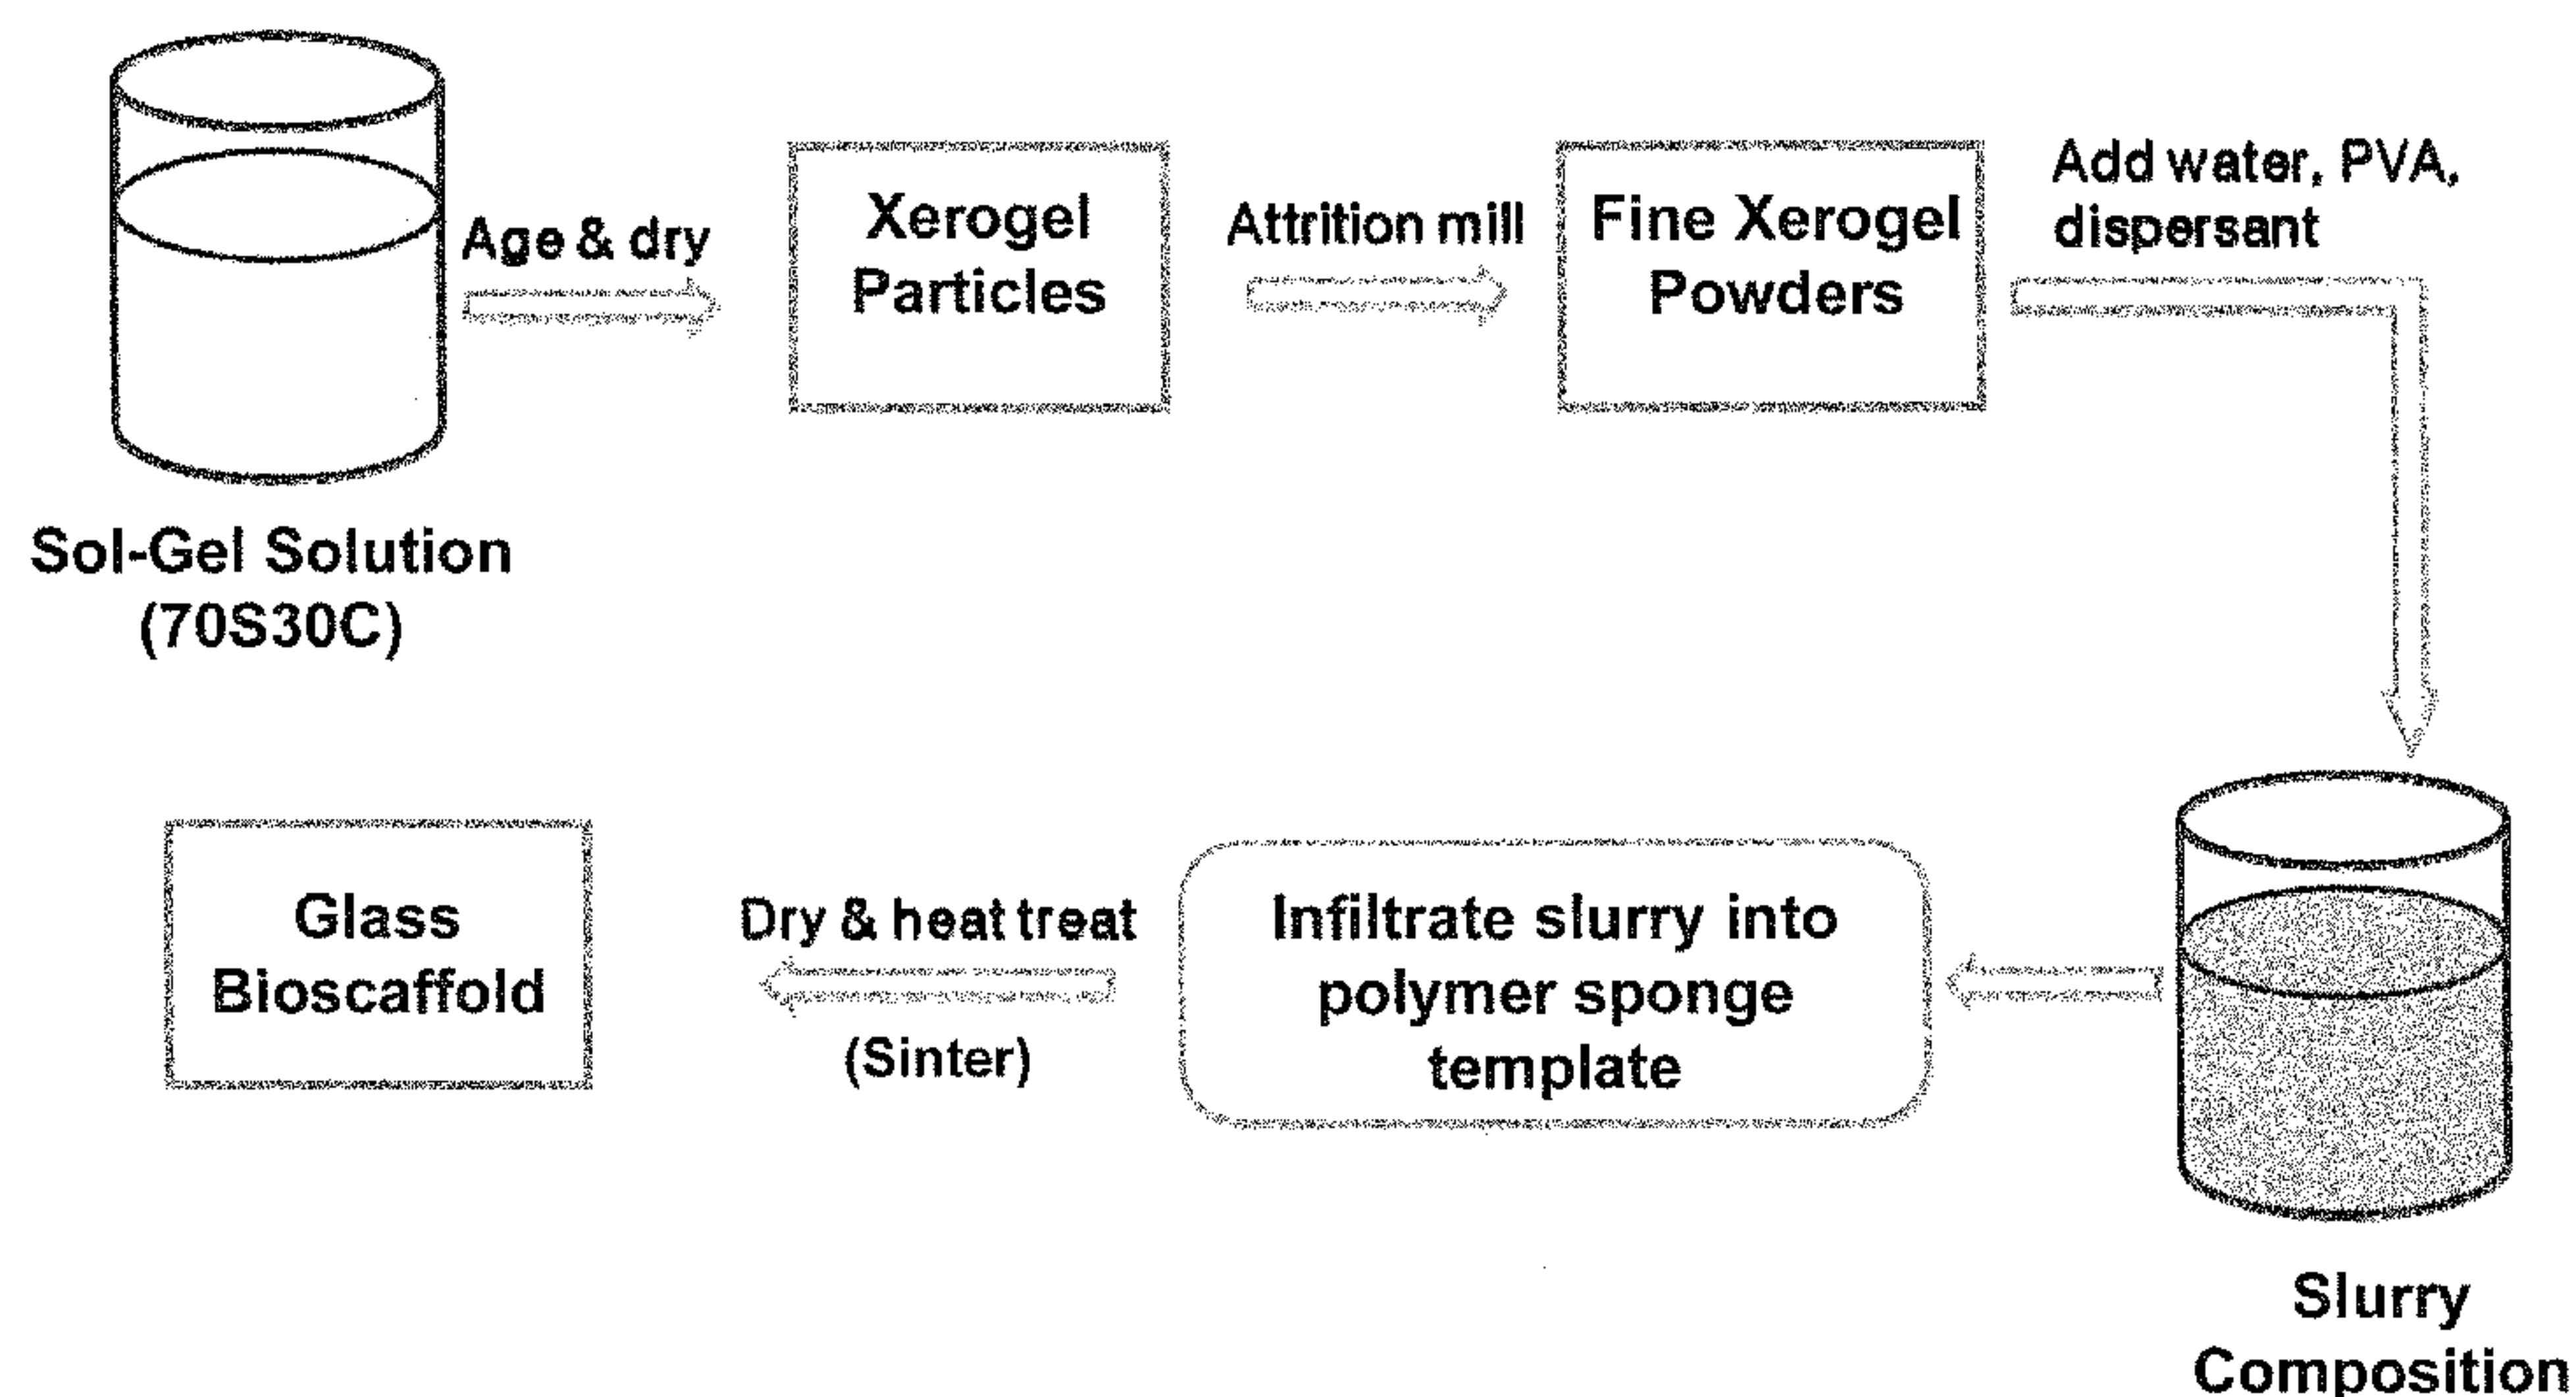 Age & dry
Xerogel
Particles
Attrition mill
Fine Xerogel
Powders
Add water, PVA,
dispersant
Sol-Gel Solution
(70S30C)
Slurry
Composition
Infiltrate slurry into
polymer sponge
template
Dry & heat treat
(Sinter)
Glass
Bioscaffold